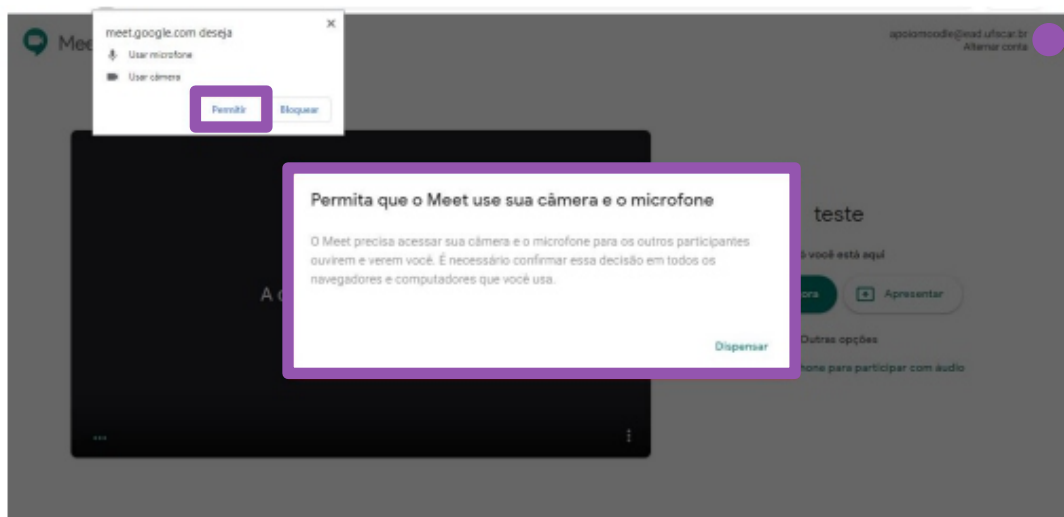 meet.google.com deseja
Usar microfone
Usar câmera
Permitir
Bloquear
Mee
apoiomoodle@ead.ufscar.br
Alternar conta
Permita que o Meet use sua câmera e o microfone
O Meet precisa acessar sua câmera e o microfone para os outros participantes
ouvirem e verem você. É necessário confirmar essa decisão em todos os
navegadores e computadores que você usa.
Dispensar
A c
teste
ó você está aqui
ora
Apresentar
Outras opções
hone para participar com áudio